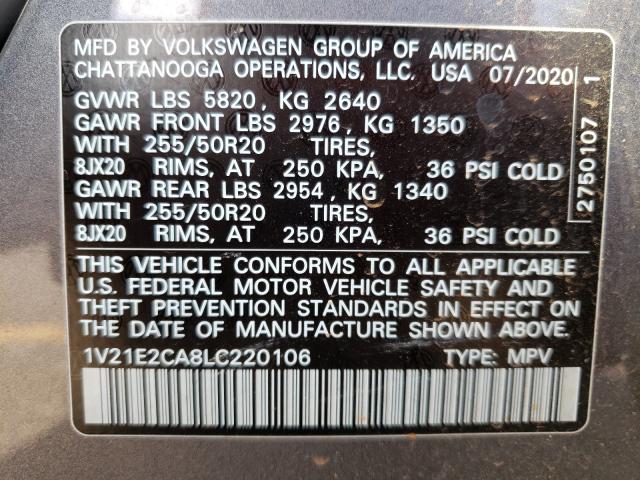 MFD BY VOLKSWAGEN GROUP OF AMERICA
CHATTANOOGA OPERATIONS, LLC. USA 07/2020
GVWR LBS 5820, KG 2640
GAWR FRONT LBS 2976, KG 1350
WITH 255/50R20 TIRES,
8JX20 RIMS, AT 250 KPA, 36 PSI COLD
GAWR REAR LBS 2954, KG 1340
WITH 255/50R20 TIRES,
8JX20 RIMS, AT 250 KPA, 36 PSI COLD
THIS VEHICLE CONFORMS TO ALL APPLICABLE
U.S. FEDERAL MOTOR VEHICLE SAFETY AND
THEFT PREVENTION STANDARDS IN EFFECT ON
THE DATE OF MANUFACTURE SHOWN ABOVE.
1V21E2CA8LC220106 TYPE: MPV
2750107 / 1